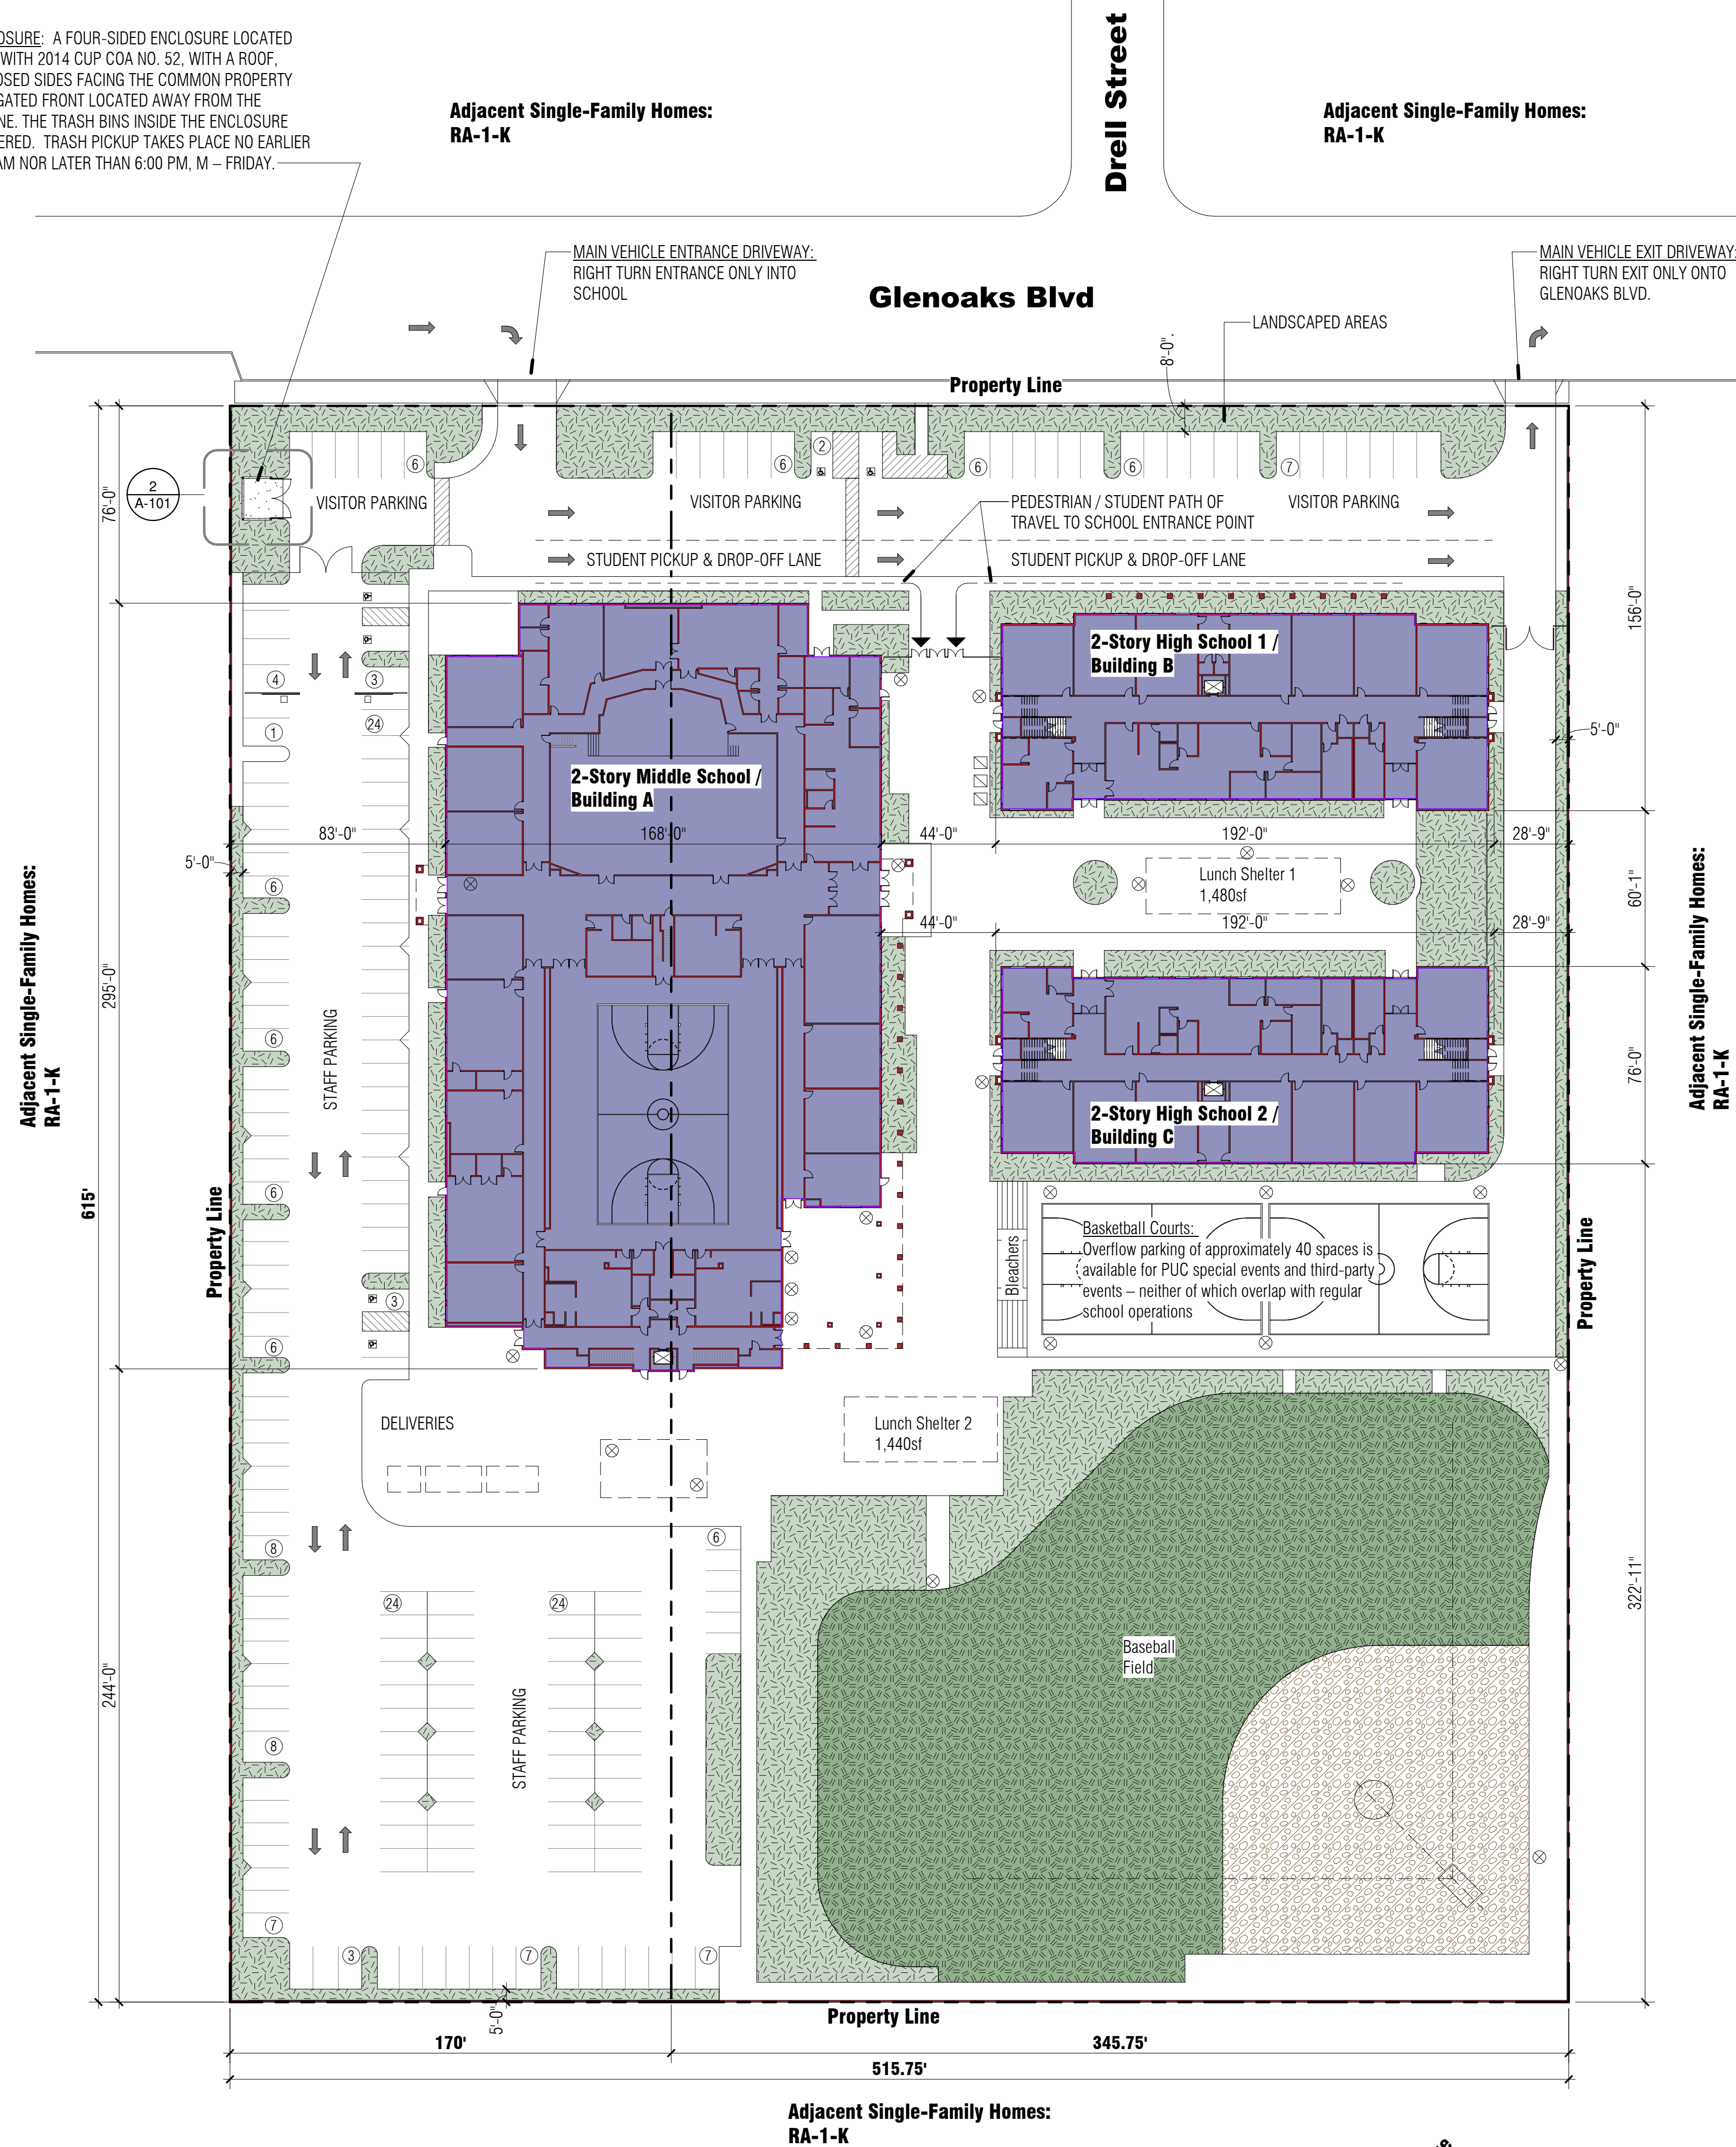 OSURE: A FOUR-SIDED ENCLOSURE LOCATED
WITH 2014 CUP COA NO. 52, WITH A ROOF,
OSED SIDES FACING THE COMMON PROPERTY
GATED FRONT LOCATED AWAY FROM THE
NE. THE TRASH BINS INSIDE THE ENCLOSURE
ERED. TRASH PICKUP TAKES PLACE NO EARLIER
AM NOR LATER THAN 6:00 PM, M – FRIDAY.
Adjacent Single-Family Homes:
RA-1-K
Drell Street
Adjacent Single-Family Homes:
RA-1-K
MAIN VEHICLE ENTRANCE DRIVEWAY:
RIGHT TURN ENTRANCE ONLY INTO
SCHOOL
Glenoaks Blvd
MAIN VEHICLE EXIT DRIVEWAY:
RIGHT TURN EXIT ONLY ONTO
GLENOAKS BLVD.
LANDSCAPED AREAS
8'-0".
Property Line
2
A-101
76'-0"
6
6
2
6
6
7
VISITOR PARKING
VISITOR PARKING
PEDESTRIAN / STUDENT PATH OF
TRAVEL TO SCHOOL ENTRANCE POINT
VISITOR PARKING
STUDENT PICKUP & DROP-OFF LANE
STUDENT PICKUP & DROP-OFF LANE
156'-0"
2-Story High School 1 /
Building B
4
3
24
1
5'-0"
2-Story Middle School /
Building A
83'-0"
168'-0"
44'-0"
192'-0"
28'-9"
5'-0"
6
Lunch Shelter 1
1,480sf
60'-1"
44'-0"
192'-0"
28'-9"
Adjacent Single-Family Homes:
RA-1-K
295'-0"
STAFF PARKING
6
76'-0"
Adjacent Single-Family Homes:
RA-1-K
2-Story High School 2 /
Building C
615'
Property Line
6
Bleachers
Basketball Courts:
Overflow parking of approximately 40 spaces is
available for PUC special events and third-party
events – neither of which overlap with regular
school operations
Property Line
3
6
DELIVERIES
Lunch Shelter 2
1,440sf
6
8
24
24
322'-11"
Baseball
Field
244'-0"
STAFF PARKING
8
7
3
7
7
5'-0"
Property Line
170'
345.75'
515.75'
Adjacent Single-Family Homes:
RA-1-K